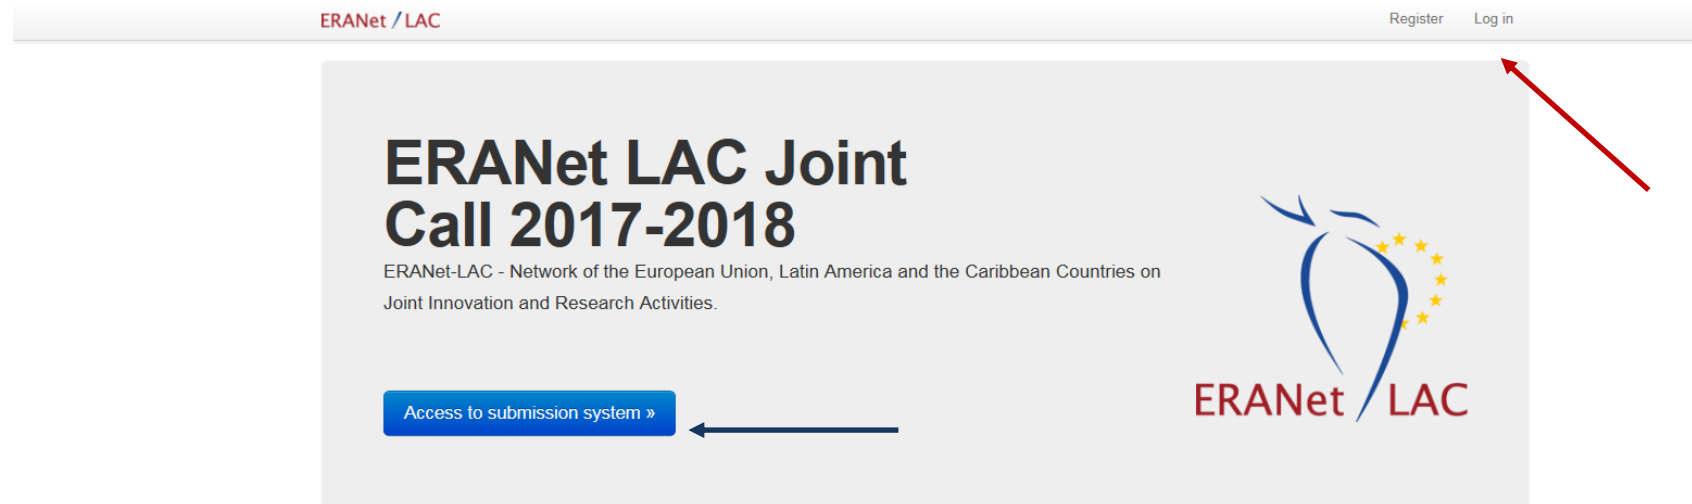 ERANet / LAC
Register
Log in
ERANet LAC Joint
Call 2017-2018
ERANet-LAC - Network of the European Union, Latin America and the Caribbean Countries on
Joint Innovation and Research Activities.
Access to submission system »
ERANet / LAC